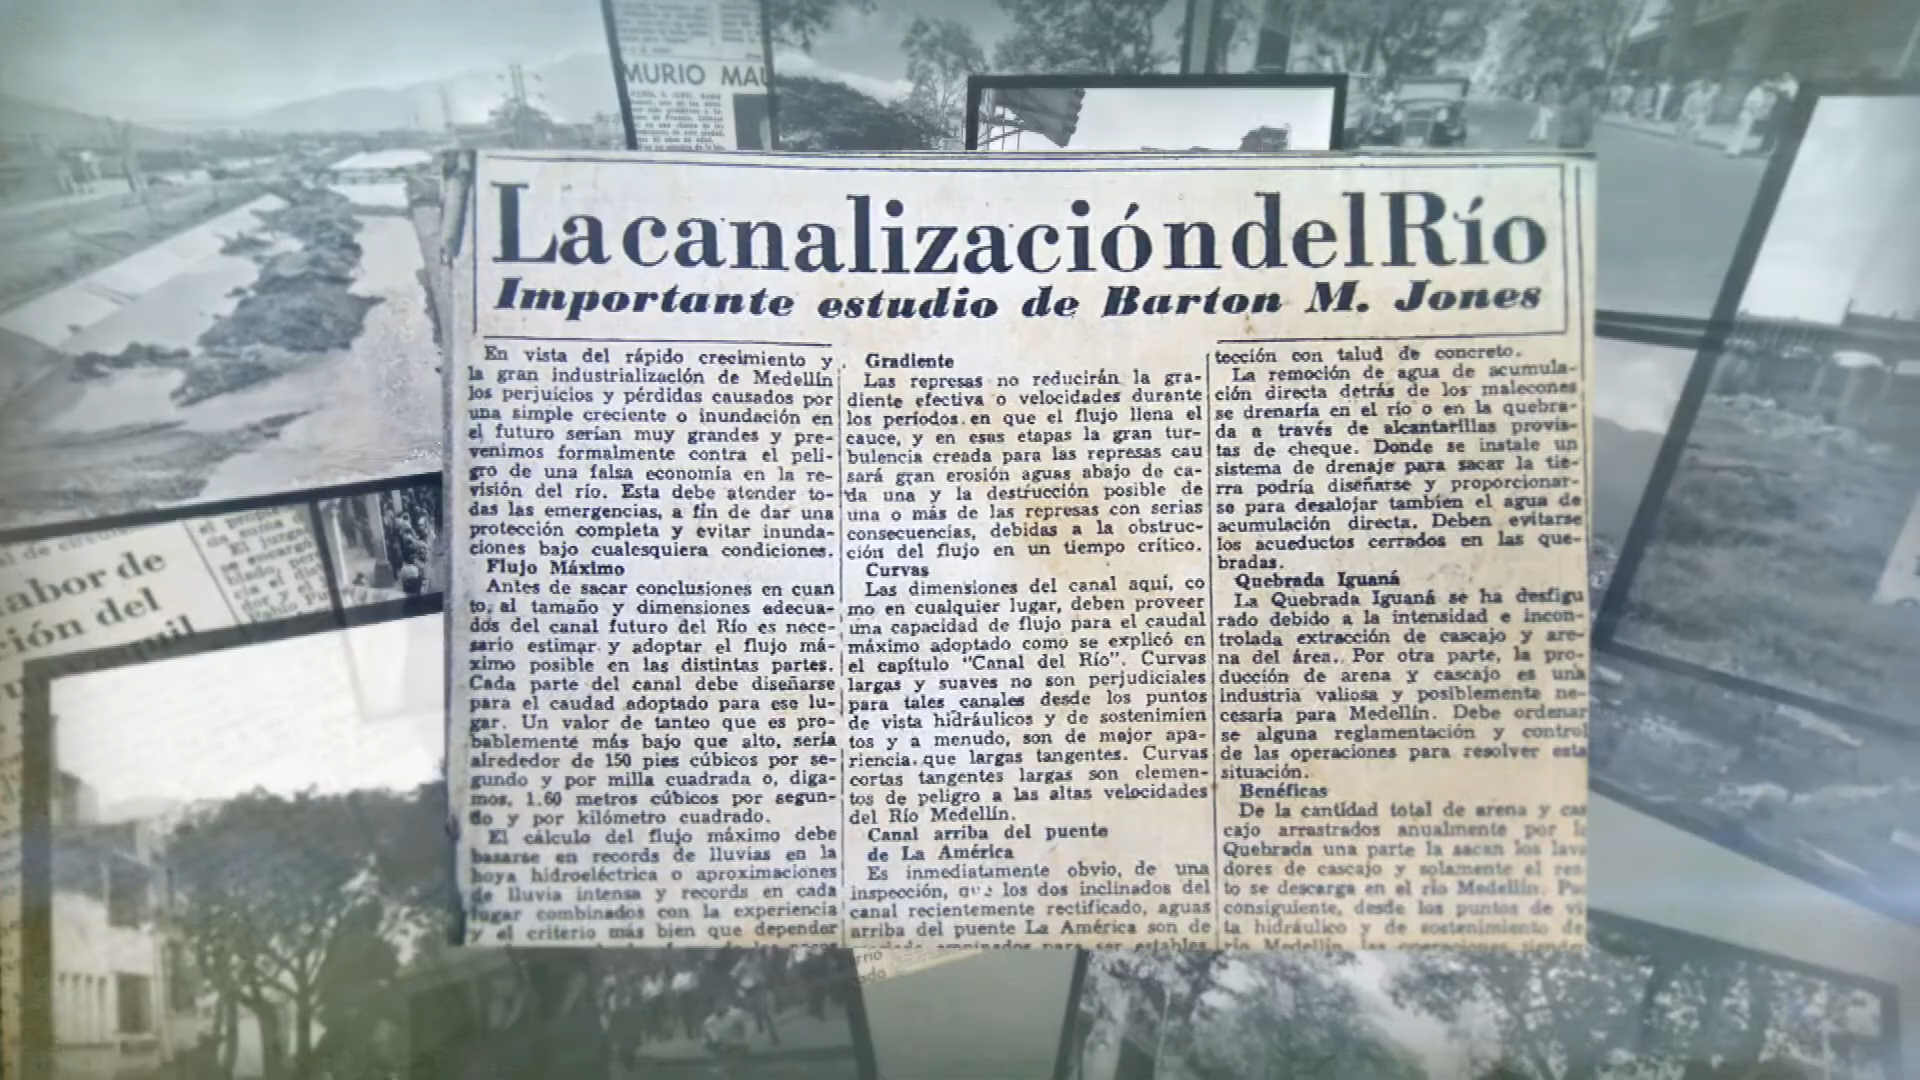 MURIO MAU
La canalización del Río
Importante estudio de Barton M. Jones
En vista del rápido crecimiento y
la gran industrialización de Medellín
los perjuicios y pérdidas causados por
una simple creciente o inundación en
el futuro serían muy grandes y pre-
venimos formalmente contra el peli-
gro de una falsa economía en la re-
visión del río. Esta debe atender to-
das las emergencias, a fin de dar una
protección completa y evitar inunda-
ciones bajo cualesquiera condiciones.
Flujo Máximo
Antes de sacar conclusiones en cuan
to, al tamaño y dimensiones adecua-
dos del canal futuro del Río es nece-
sario estimar y adoptar el flujo má-
ximo posible en las distintas partes.
Cada parte del canal debe diseñarse
para el caudad adoptado para ese lu-
gar. Un valor de tanteo que es pro-
bablemente más bajo que alto, sería
alrededor de 150 pies cúbicos por se-
gundo y por milla cuadrada o, diga-
mos, 1.60 metros cúbicos por segun-
do y por kilómetro cuadrado.
El cálculo del flujo máximo debe
basarse en records de lluvias en la
hoya hidroeléctrica o aproximaciones
de lluvia intensa y records en cada
lugar combinados con la experiencia
y el criterio más bien que depender
Gradiente
Las represas no reducirán la gra-
diente efectiva o velocidades durante
los períodos en que el flujo llena el
cauce, y en esas etapas la gran tur-
bulencia creada para las represas cau
sará gran erosión aguas abajo de ca-
da una y la destrucción posible de
una o más de las represas con serias
consecuencias, debidas a la obstruc-
ción del flujo en un tiempo crítico.
Curvas
Las dimensiones del canal aquí, co
mo en cualquier lugar, deben proveer
una capacidad de flujo para el caudal
máximo adoptado como se explicó en
el capítulo "Canal del Río". Curvas
largas y suaves no son perjudiciales
para tales canales desde los puntos
de vista hidráulicos y de sostenimien
tos y a menudo, son de mejor apa-
riencia que largas tangentes. Curvas
cortas tangentes largas son elemen-
tos de peligro a las altas velocidades
del Río Medellín.
Canal arriba del puente
de La América
Es inmediatamente obvio, de una
inspección, que los dos inclinados del
canal recientemente rectificado, aguas
arriba del puente La América son de
empinados para ser estables
tección con talud de concreto.
La remoción de agua de acumula-
ción directa detrás de los malecones
se drenaría en el río o en la quebra-
da a través de alcantarillas provis-
tas de cheque. Donde se instale un
sistema de drenaje para sacar la tie-
rra podría diseñarse y proporcionar-
se para desalojar tambien el agua de
acumulación directa. Deben evitarse
los acueductos cerrados en las que-
bradas.
Quebrada Iguaná
La Quebrada Iguaná se ha desfigu
rado debido a la intensidad e incon-
trolada extracción de cascajo y are-
na del área. Por otra parte, la pro-
ducción de arena y cascajo es una
industria valiosa y posiblemente ne-
cesaria para Medellín. Debe ordenar
se alguna reglamentación y control
de las operaciones para resolver esta
situación.
Benéficas
De la cantidad total de arena y cas
cajo arrastrados anualmente por la
Quebrada una parte la sacan los lava
dores de cascajo y solamente el res-
to se descarga en el río Medellín. Por
consiguiente, desde los puntos de vis
ta hidráulico y de sostenimiento de
río Medellín, las operaciones tienden
labor de
ción del